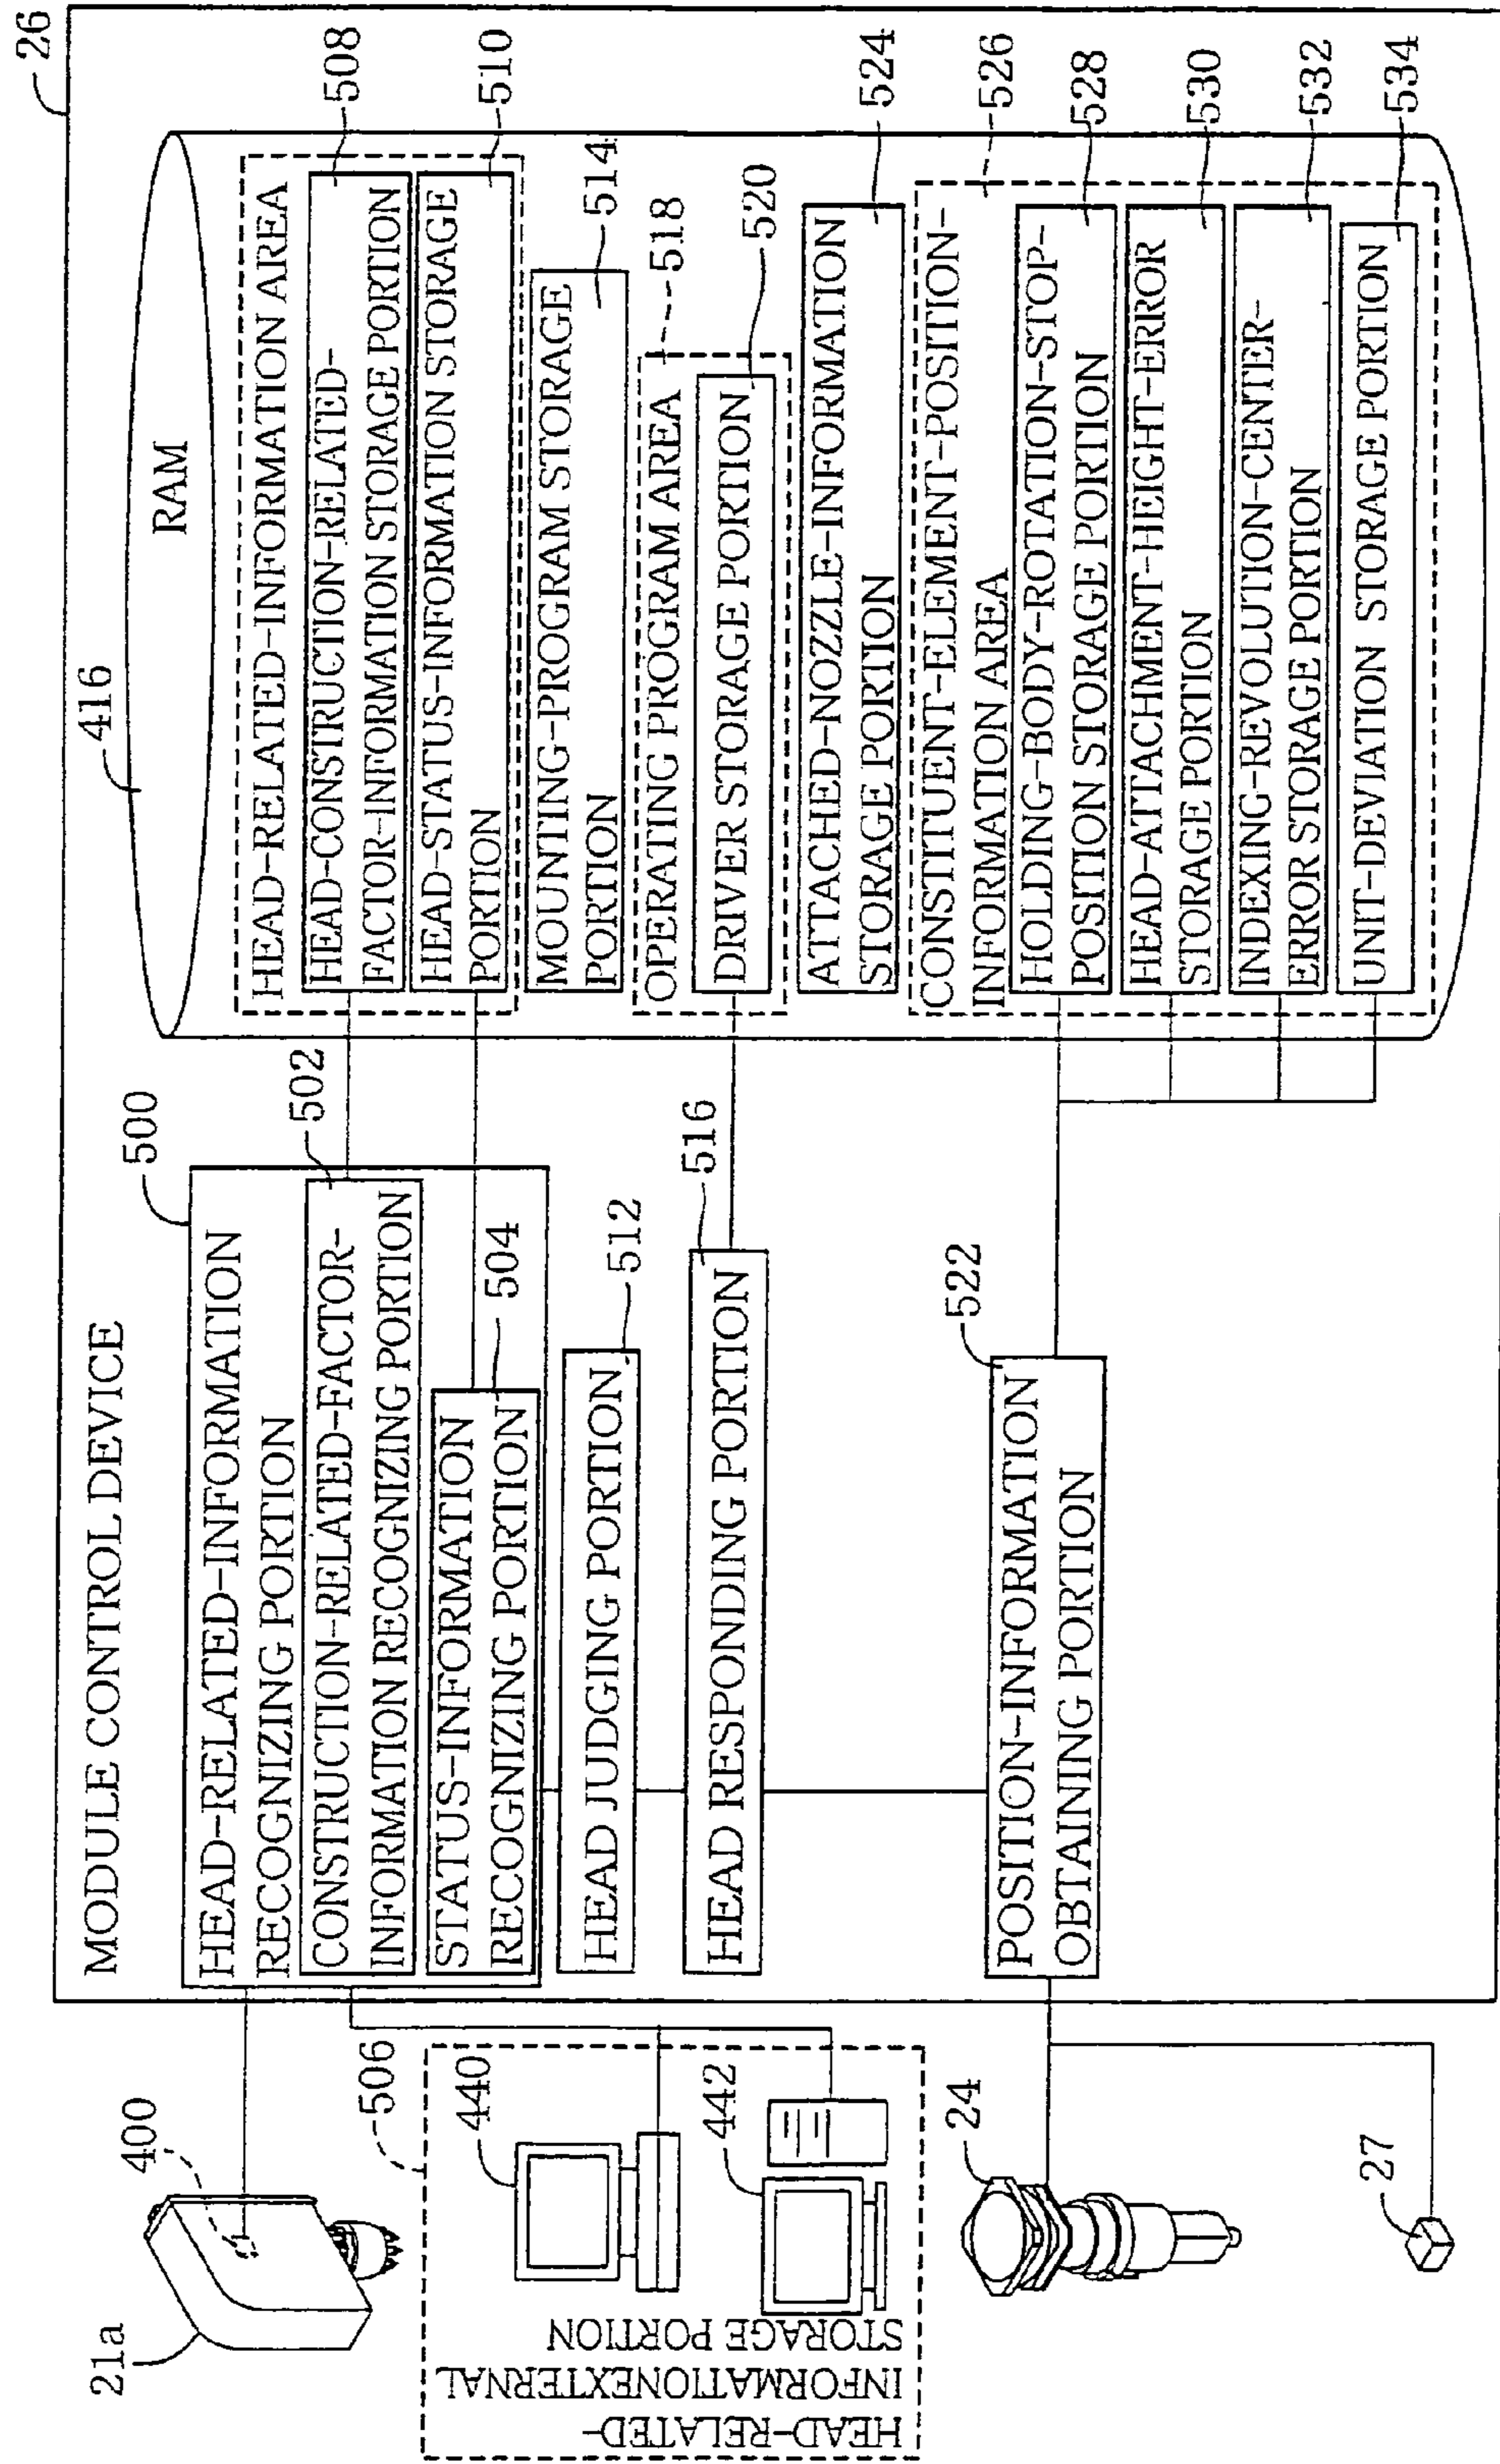 26
MODULE CONTROL DEVICE
500
HEAD-RELATED-INFORMATION
RECOGNIZING PORTION
502
CONSTRUCTION-RELATED-FACTOR-
INFORMATION RECOGNIZING PORTION
504
STATUS-INFORMATION
RECOGNIZING PORTION
512
HEAD JUDGING PORTION
516
HEAD RESPONDING PORTION
522
POSITION-INFORMATION
OBTAINING PORTION
416
RAM
HEAD-RELATED-INFORMATION AREA
508
HEAD-CONSTRUCTION-RELATED-
FACTOR-INFORMATION STORAGE PORTION
510
HEAD-STATUS-INFORMATION STORAGE
PORTION
514
MOUNTING-PROGRAM STORAGE
PORTION
518
OPERATING PROGRAM AREA
520
DRIVER STORAGE PORTION
524
ATTACHED-NOZZLE-INFORMATION
STORAGE PORTION
526
CONSTITUENT-ELEMENT-POSITION-
INFORMATION AREA
528
HOLDING-BODY-ROTATION-STOP-
POSITION STORAGE PORTION
530
HEAD-ATTACHMENT-HEIGHT-ERROR
STORAGE PORTION
532
INDEXING-REVOLUTION-CENTER-
ERROR STORAGE PORTION
534
UNIT-DEVIATION STORAGE PORTION
21a
400
506
440
442
HEAD-RELATED-
INFORMATIONEXTERNAL
STORAGE PORTION
24
27